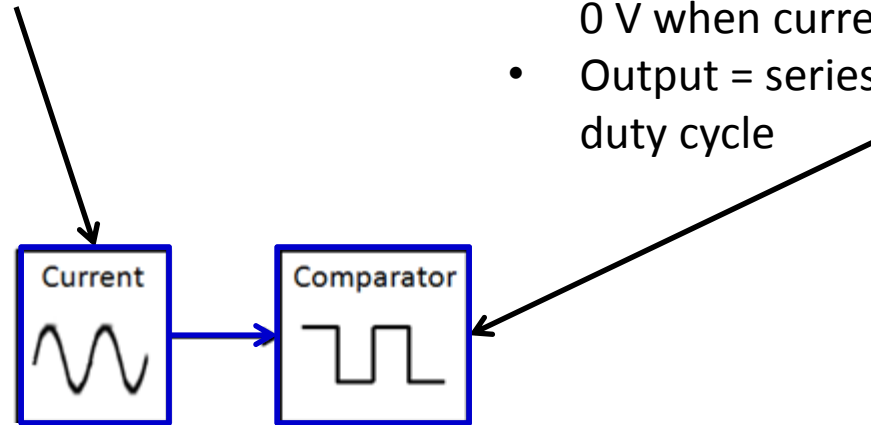 0 V when curre
• Output = series
duty cycle
Current
Comparator